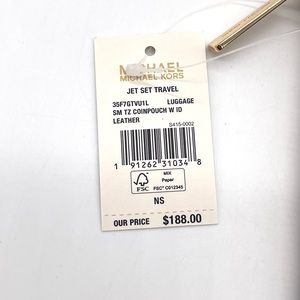 MICHAEL
MICHAEL KORS
JET SET TRAVEL
35F7GTVU1L LUGGAGE
SM TZ COINPOUCH W ID
LEATHER
S415-0002
1 91262 31034 8
FSC
MIX
Paper
FSC® C012345
NS
OUR PRICE $188.00